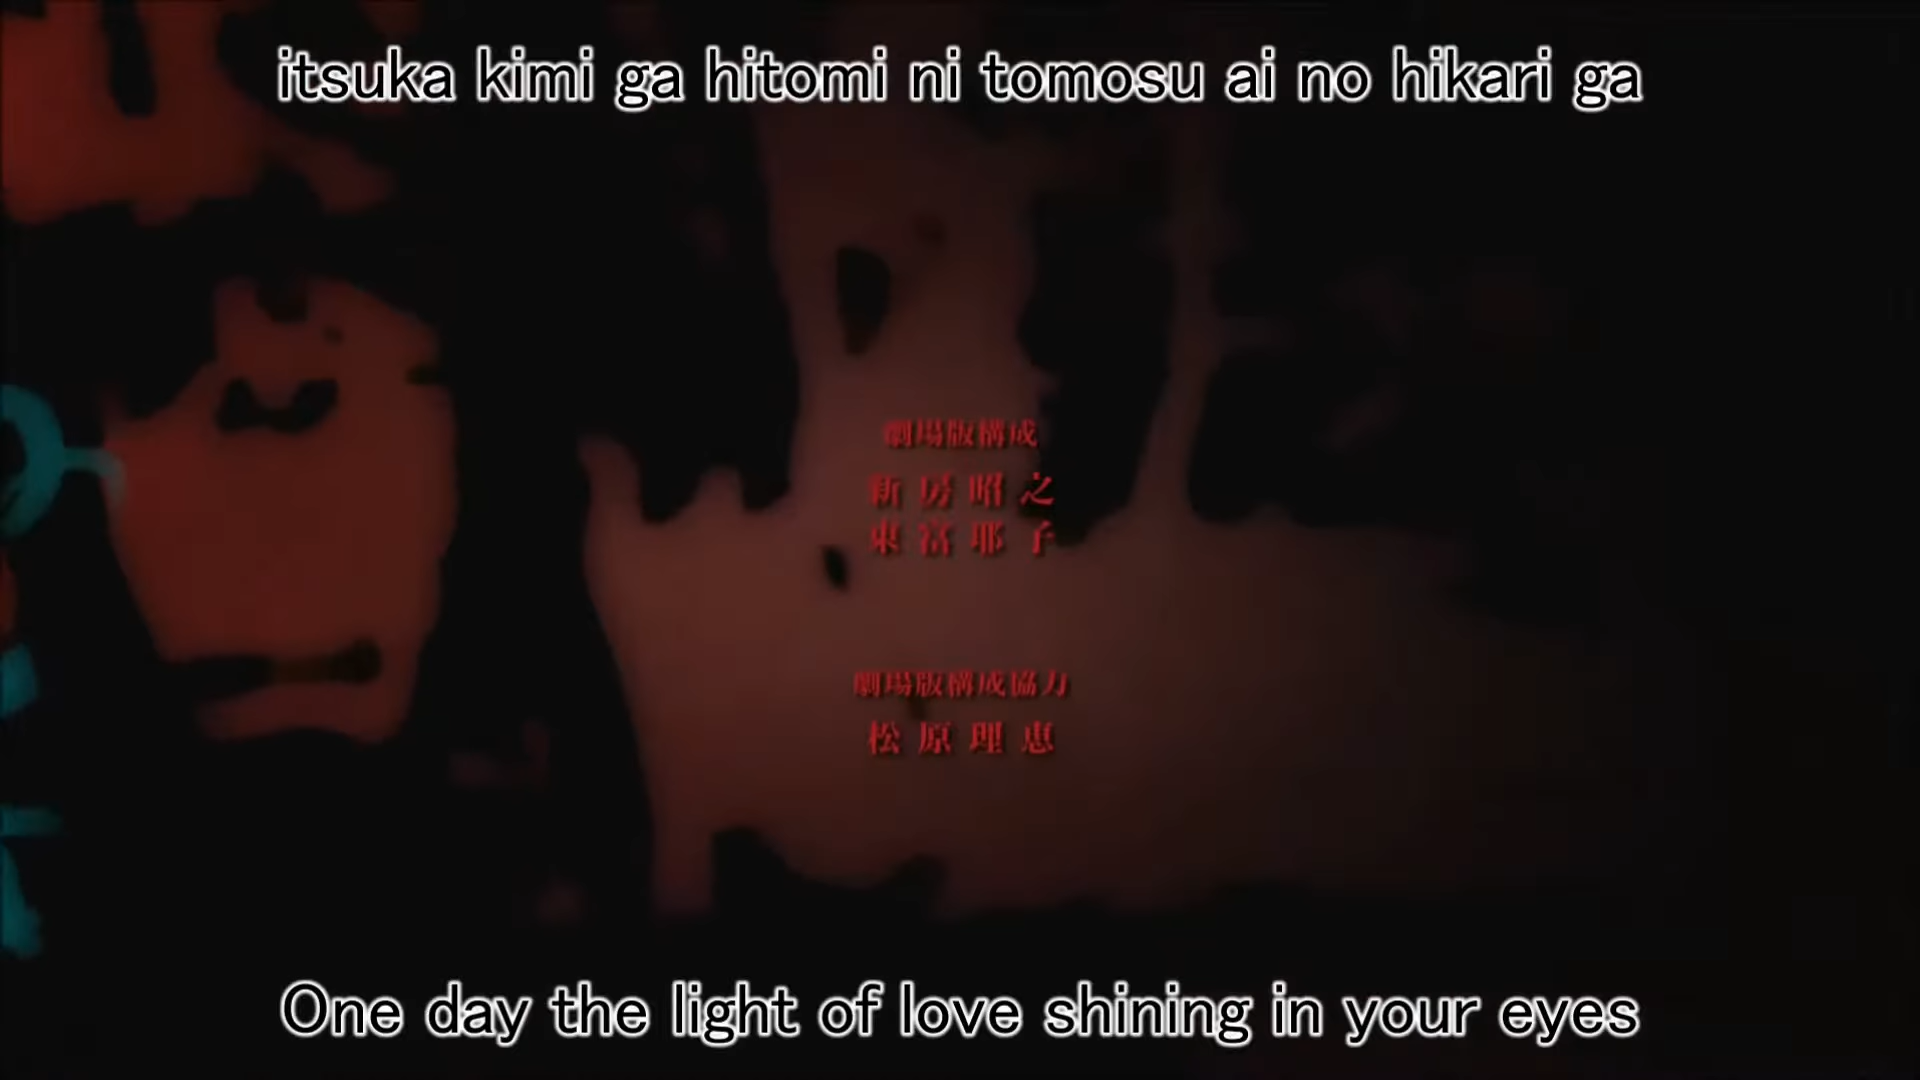 itsuka kimi ga hitomi ni tomosu ai no hikari ga
劇場版構成
新房昭之
東冨耶子
劇場版構成協力
松原理恵
One day the light of love shining in your eyes